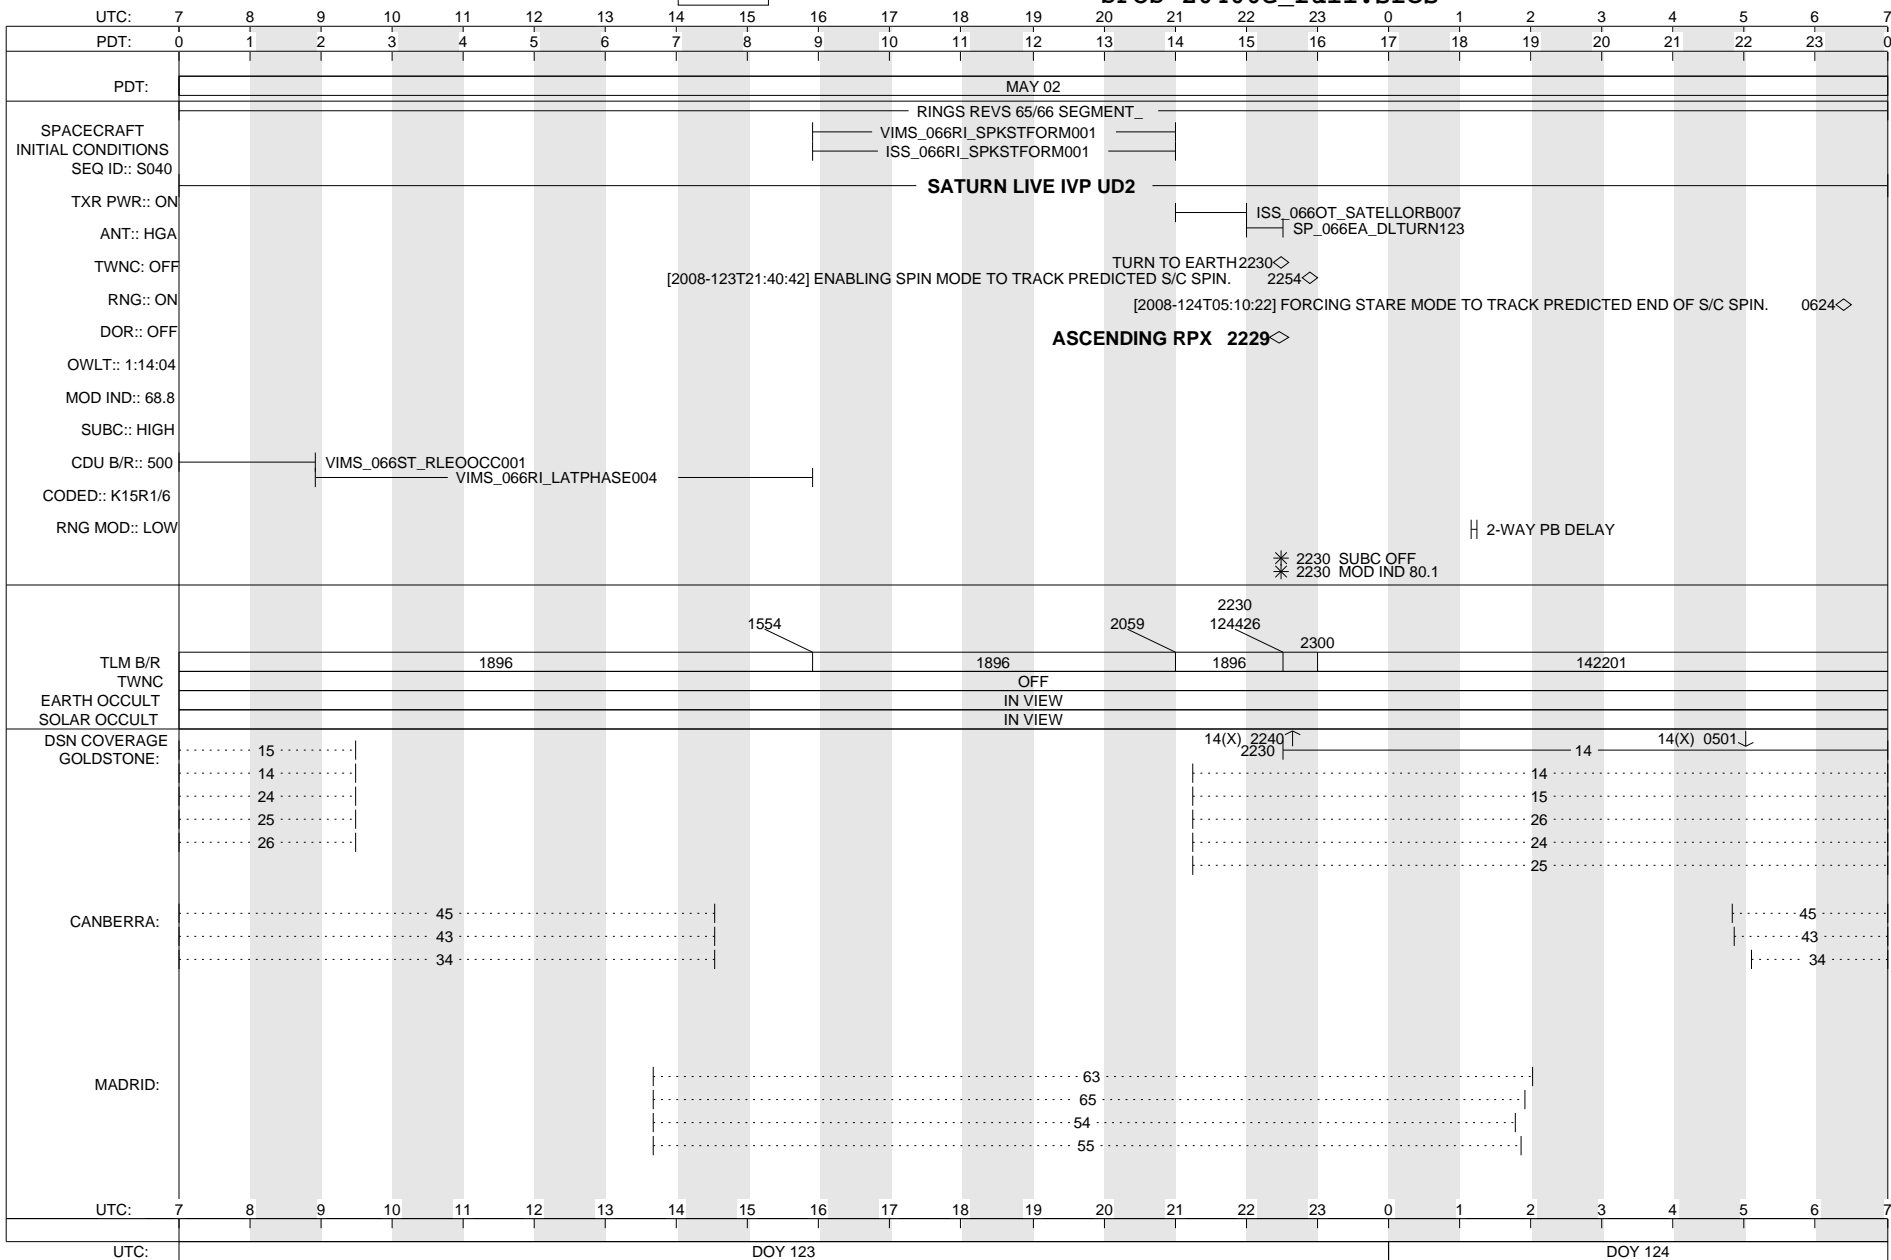 UTC: 7 8 9 10 11 12 13 14 15 16 17 18 19 20 21 22 23 0 1 2 3 4 5 6 7
PDT: 0 1 2 3 4 5 6 7 8 9 10 11 12 13 14 15 16 17 18 19 20 21 22 23 0
PDT: MAY 02
RINGS REVS 65/66 SEGMENT_
SPACECRAFT VIMS_066RI_SPKSTFORM001
INITIAL CONDITIONS ISS_066RI_SPKSTFORM001
SEQ ID:: S040
SATURN LIVE IVP UD2
TXR PWR:: ON
ISS_066OT_SATELLORB007
SP_066EA_DLTURN123
ANT:: HGA
TWNC: OFF TURN TO EARTH 2230
[2008-123T21:40:42] ENABLING SPIN MODE TO TRACK PREDICTED S/C SPIN. 2254
RNG:: ON
[2008-124T05:10:22] FORCING STARE MODE TO TRACK PREDICTED END OF S/C SPIN. 0624
DOR:: OFF
ASCENDING RPX 2229
OWLT:: 1:14:04
MOD IND:: 68.8
SUBC:: HIGH
CDU B/R:: 500 VIMS_066ST_RLEOOCC001
VIMS_066RI_LATPHASE004
CODED:: K15R1/6
RNG MOD:: LOW 2-WAY PB DELAY
2230 SUBC OFF
2230 MOD IND 80.1
2230
1554 2059 124426
2300
TLM B/R 1896 1896 1896 142201
TWNC OFF
EARTH OCCULT IN VIEW
SOLAR OCCULT IN VIEW
DSN COVERAGE 14(X) 2240 14(X) 0501
GOLDSTONE: 15 2230 14
14 14
24 15
25 26
26 24
25
CANBERRA: 45 45
43 43
34 34
MADRID: 63
65
54
55
UTC: 7 8 9 10 11 12 13 14 15 16 17 18 19 20 21 22 23 0 1 2 3 4 5 6 7
UTC: DOY 123 DOY 124